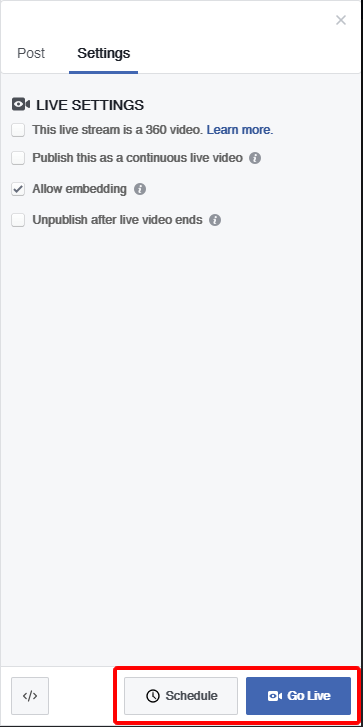 Post Settings
LIVE SETTINGS
This live stream is a 360 video. Learn more.
Publish this as a continuous live video
Allow embedding
Unpublish after live video ends
</> Schedule Go Live